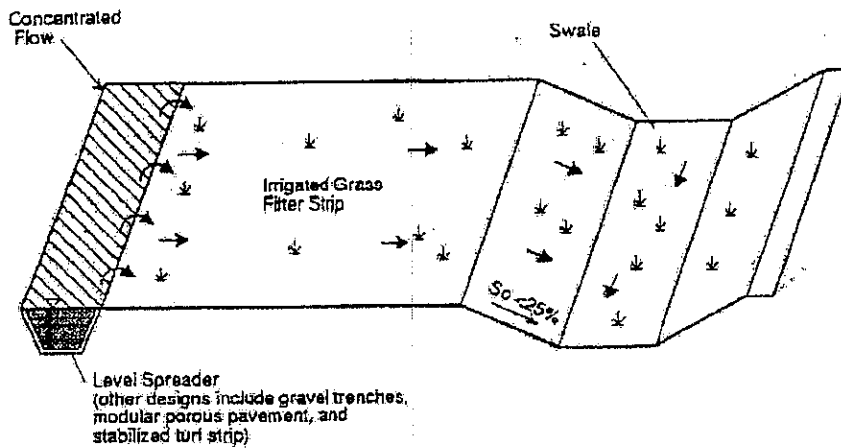 Concentrated
Flow
Swale
Irrigated Grass
Filter Strip
So <25%
Level Spreader
(other designs include gravel trenches,
modular porous pavement, and
stabilized turf strip)